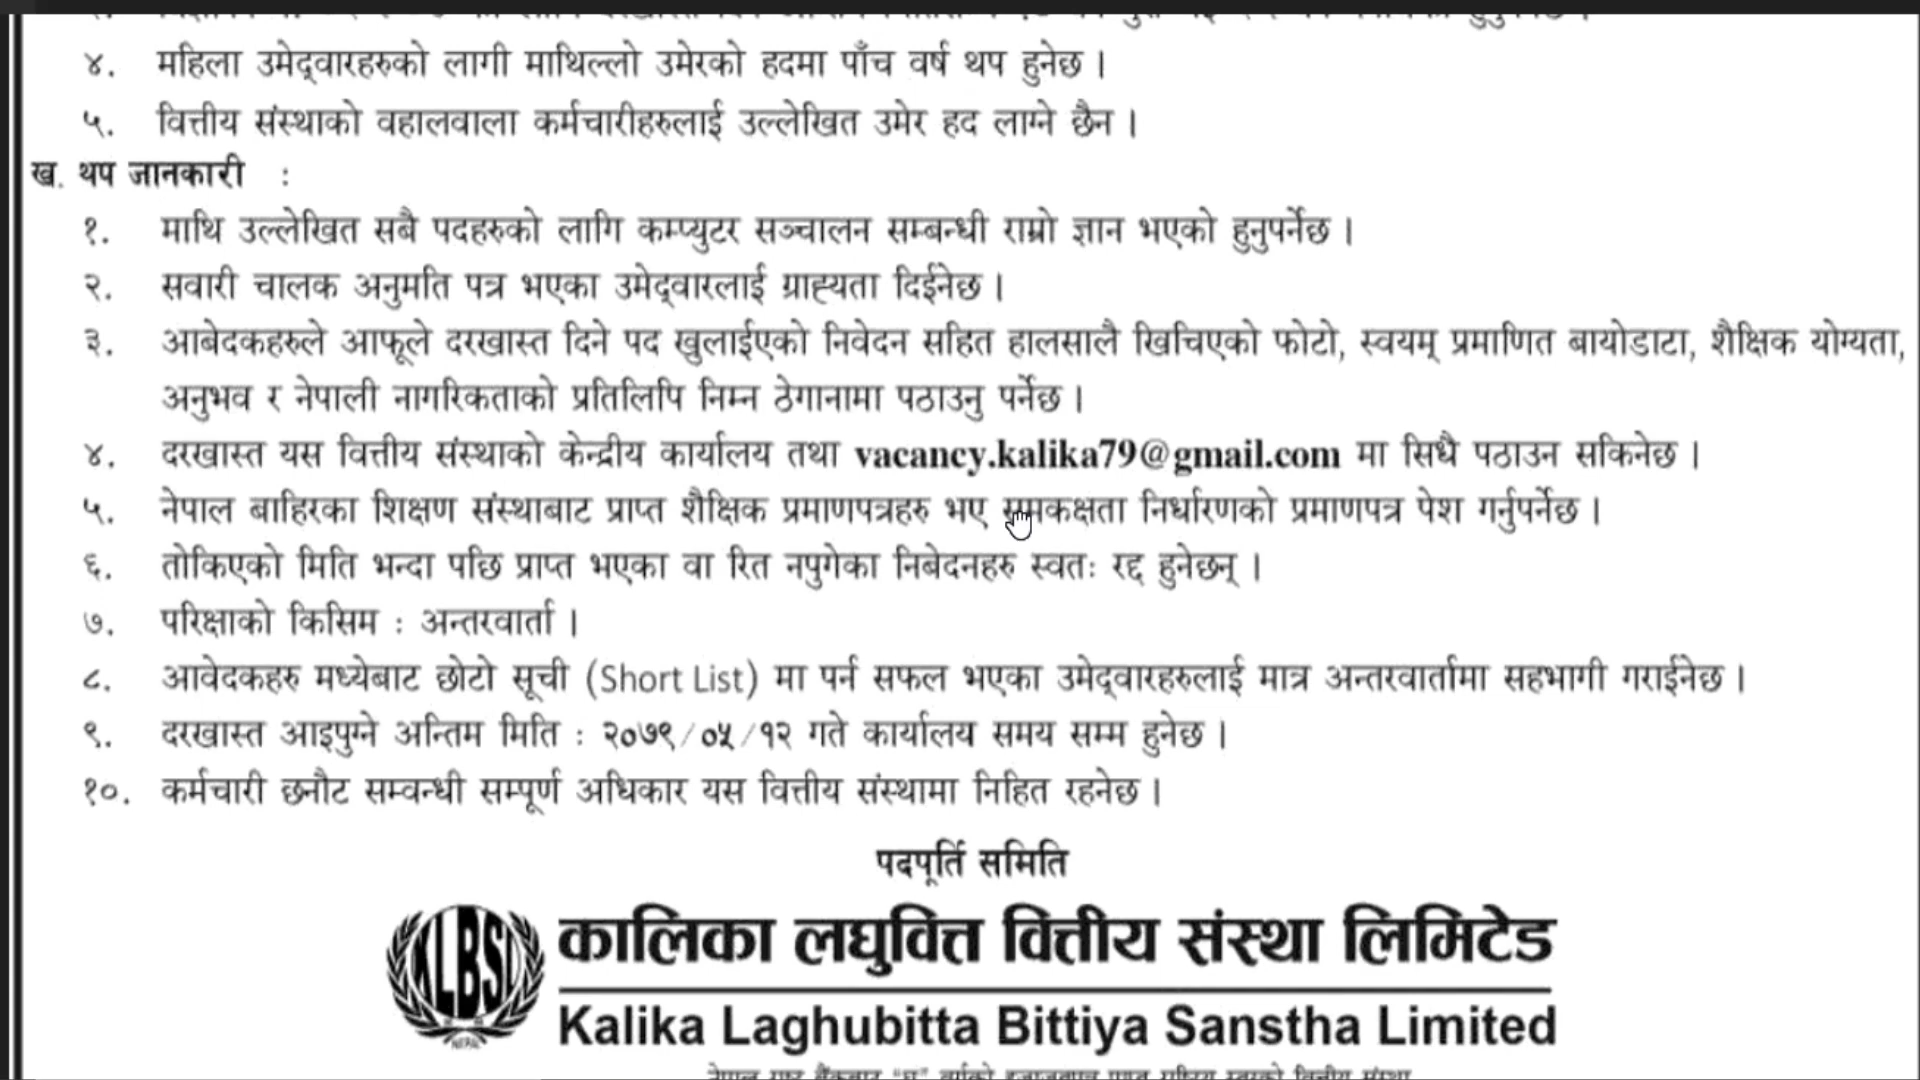 ४. महिला उमेद्वारहरुको लागी माथिल्लो उमेरको हदमा पाँच वर्ष थप हुनेछ ।
५. वित्तीय संस्थाको वहालवाला कर्मचारीहरुलाई उल्लेखित उमेर हद लाग्ने छैन ।
ख. थप जानकारी :
१. माथि उल्लेखित सबै पदहरुको लागि कम्प्युटर सञ्चालन सम्बन्धी राम्रो ज्ञान भएको हुनुपर्नेछ ।
२. सवारी चालक अनुमति पत्र भएका उमेद्वारलाई ग्राह्यता दिईनेछ ।
३. आबेदकहरुले आफूले दरखास्त दिने पद खुलाईएको निवेदन सहित हालसालै खिचिएको फोटो, स्वयम् प्रमाणित बायोडाटा, शैक्षिक योग्यता,
अनुभव र नेपाली नागरिकताको प्रतिलिपि निम्न ठेगानामा पठाउनु पर्नेछ ।
४. दरखास्त यस वित्तीय संस्थाको केन्द्रीय कार्यालय तथा vacancy.kalika79@gmail.com मा सिधै पठाउन सकिनेछ ।
५. नेपाल बाहिरका शिक्षण संस्थाबाट प्राप्त शैक्षिक प्रमाणपत्रहरु भए समकक्षता निर्धारणको प्रमाणपत्र पेश गर्नुपर्नेछ ।
६. तोकिएको मिति भन्दा पछि प्राप्त भएका वा रित नपुगेका निबेदनहरु स्वतः रद्द हुनेछन् ।
७. परिक्षाको किसिम : अन्तरवार्ता ।
८. आवेदकहरु मध्येबाट छोटो सूची (Short List) मा पर्न सफल भएका उमेद्वारहरुलाई मात्र अन्तरवार्तामा सहभागी गराईनेछ ।
९. दरखास्त आइपुग्ने अन्तिम मिति : २०७९/०५/१२ गते कार्यालय समय सम्म हुनेछ ।
१०. कर्मचारी छनौट सम्वन्धी सम्पूर्ण अधिकार यस वित्तीय संस्थामा निहित रहनेछ ।
पदपूर्ति समिति
KLBSL
NEPAL
कालिका लघुवित्त वित्तीय संस्था लिमिटेड
Kalika Laghubitta Bittiya Sanstha Limited